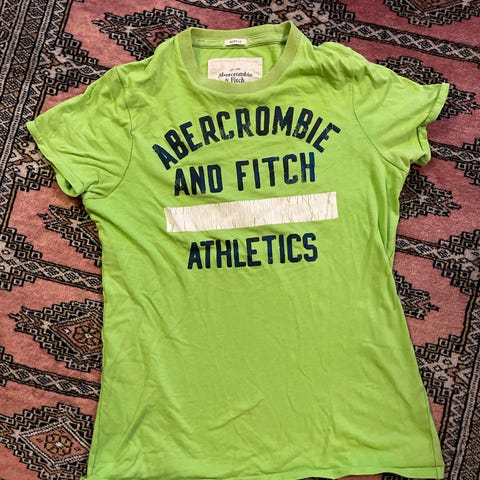 Abercrombie
& Fitch
ABERCROMBIE
AND FITCH
ATHLETICS